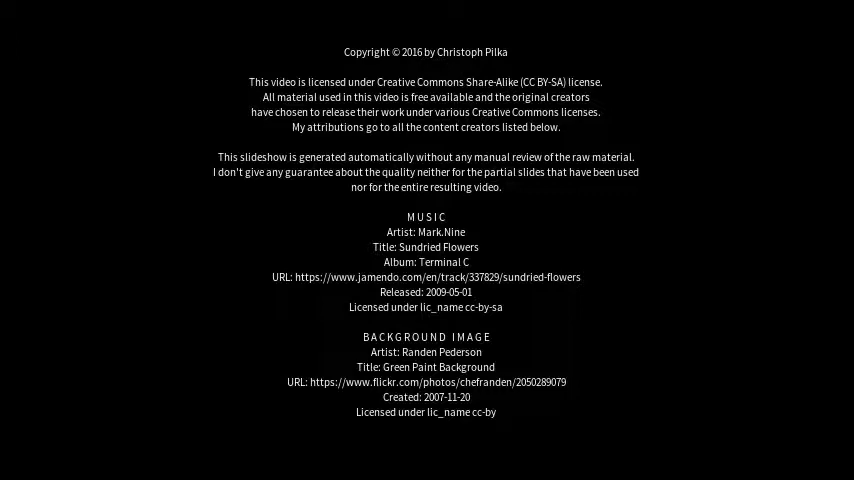 Copyright © 2016 by Christoph Pilka
This video is licensed under Creative Commons Share-Alike (CC BY-SA) license.
All material used in this video is free available and the original creators
have chosen to release their work under various Creative Commons licenses.
My attributions go to all the content creators listed below.
This slideshow is generated automatically without any manual review of the raw material.
I don't give any guarantee about the quality neither for the partial slides that have been used
nor for the entire resulting video.
MUSIC
Artist: Mark.Nine
Title: Sundried Flowers
Album: Terminal C
URL: https://www.jamendo.com/en/track/337829/sundried-flowers
Released: 2009-05-01
Licensed under lic_name cc-by-sa
BACKGROUND IMAGE
Artist: Randen Pederson
Title: Green Paint Background
URL: https://www.flickr.com/photos/chefranden/2050289079
Created: 2007-11-20
Licensed under lic_name cc-by